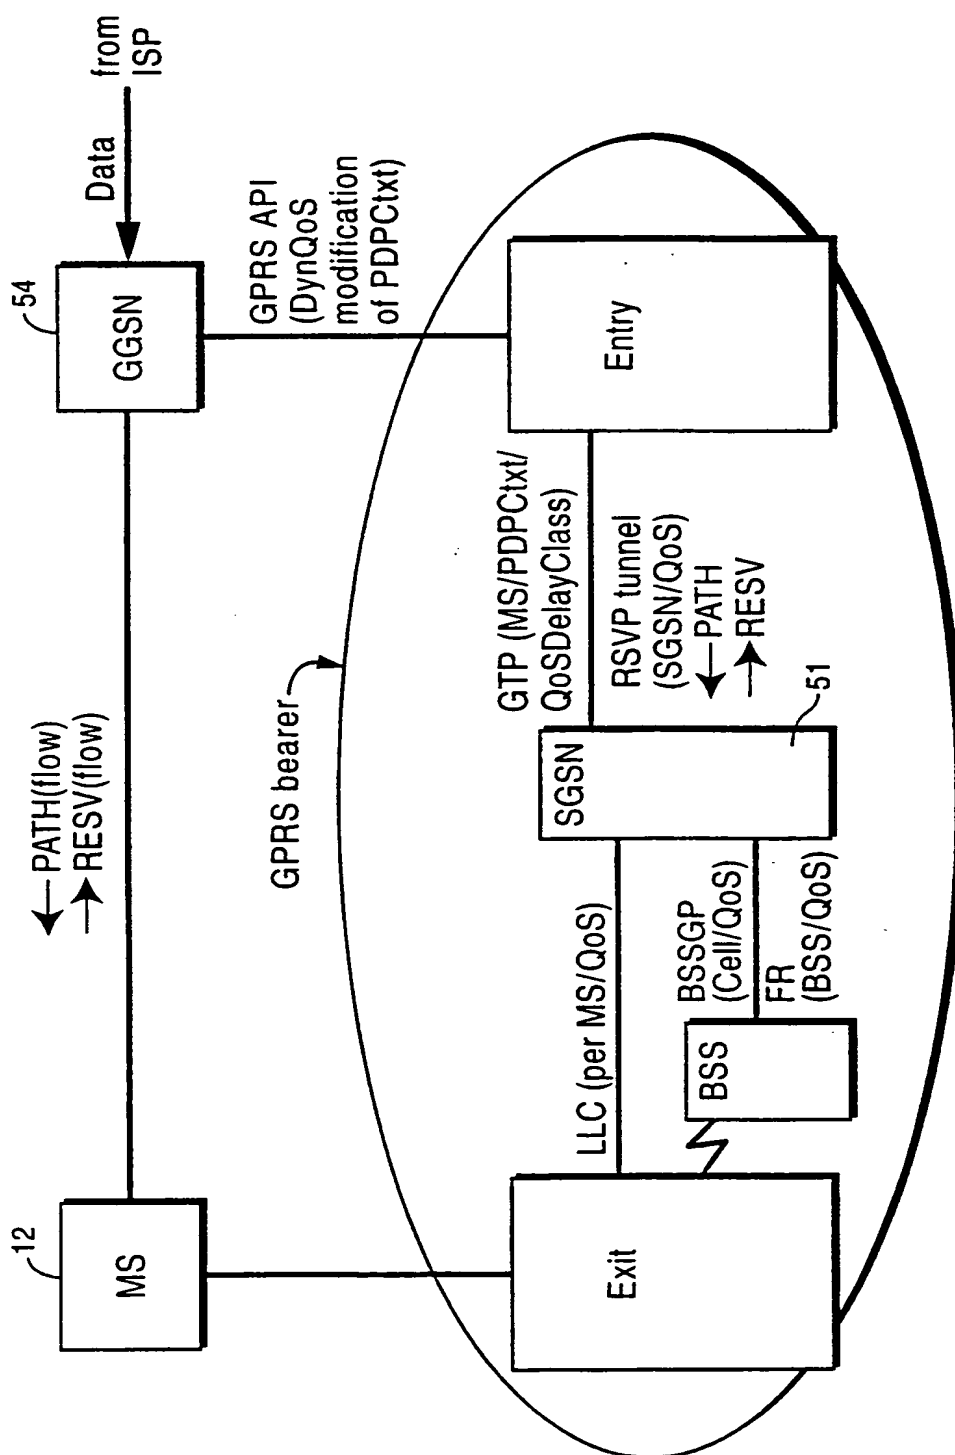 12
MS
PATH(flow)
RESV(flow)
54
GGSN
Data
from
ISP
GPRS bearer
GPRS API
(DynQoS
modification
of PDPCtxt)
Exit
LLC (per MS/QoS)
BSS
BSSGP
(Cell/QoS)
FR
(BSS/QoS)
SGSN
51
GTP (MS/PDPCtxt/
QoSDelayClass)
RSVP tunnel
(SGSN/QoS)
PATH
RESV
Entry